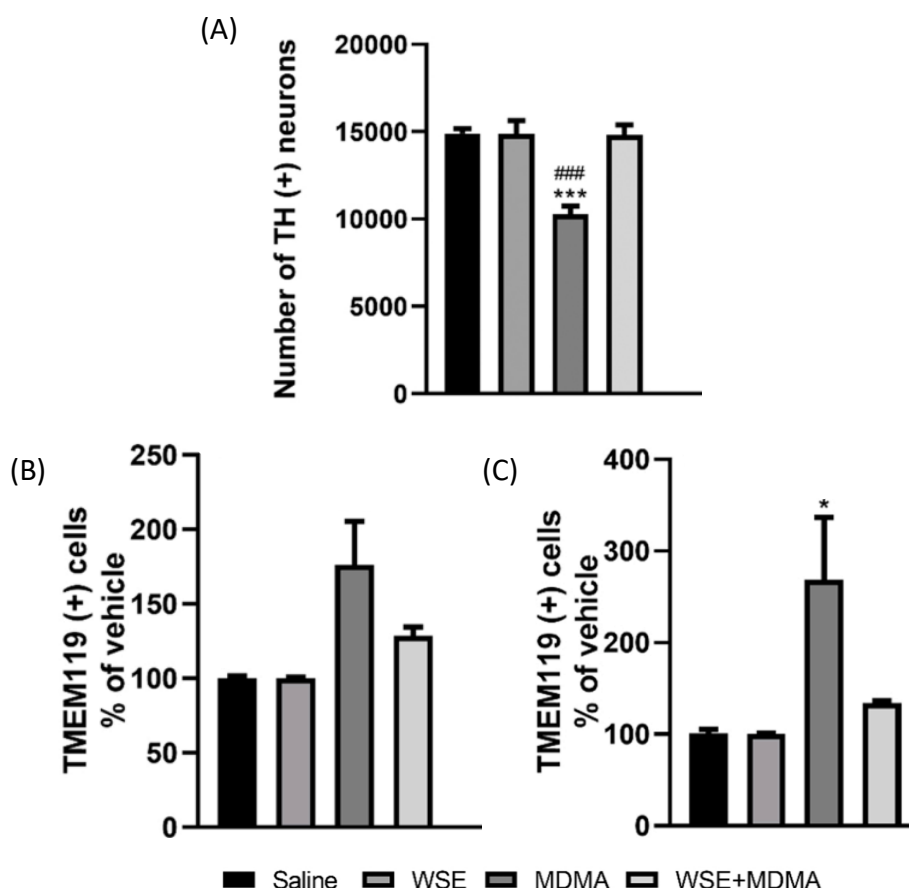 (A)
Number of TH (+) neurons
20000
15000
10000
5000
0
###
***
(B)
TMEM119 (+) cells
% of vehicle
250
200
150
100
50
0
(C)
TMEM119 (+) cells
% of vehicle
400
300
200
100
0
*
Saline WSE MDMA WSE+MDMA